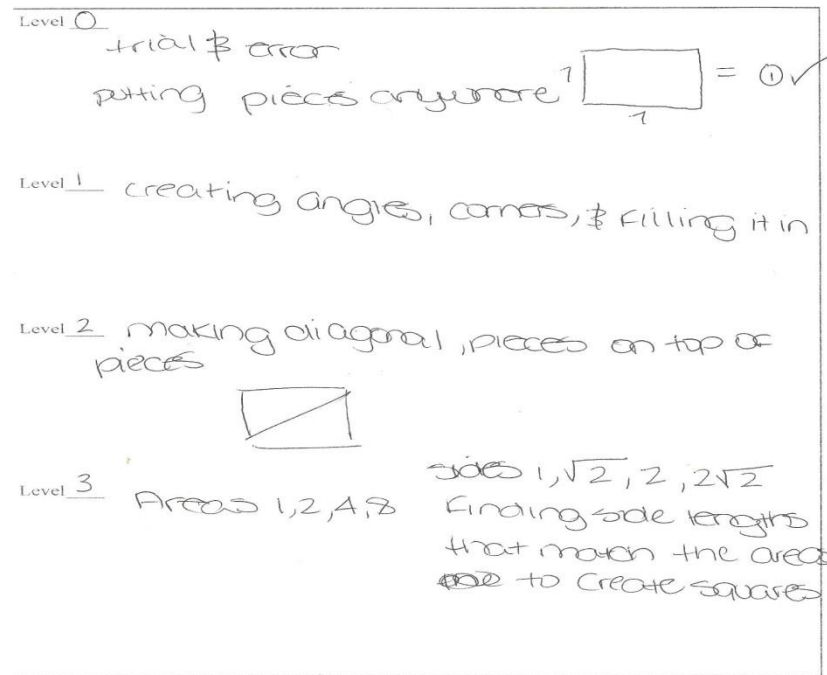 Level 0
trial & error
putting pieces anywhere 1 = ① ✓
1
Level 1 creating angles, corners, & filling it in
Level 2 making diagonal, pieces on top of
pieces
Level 3 Areas 1,2,4,8 sides 1, √2, 2, 2√2
Finding side lengths
that match the areas
to create squares